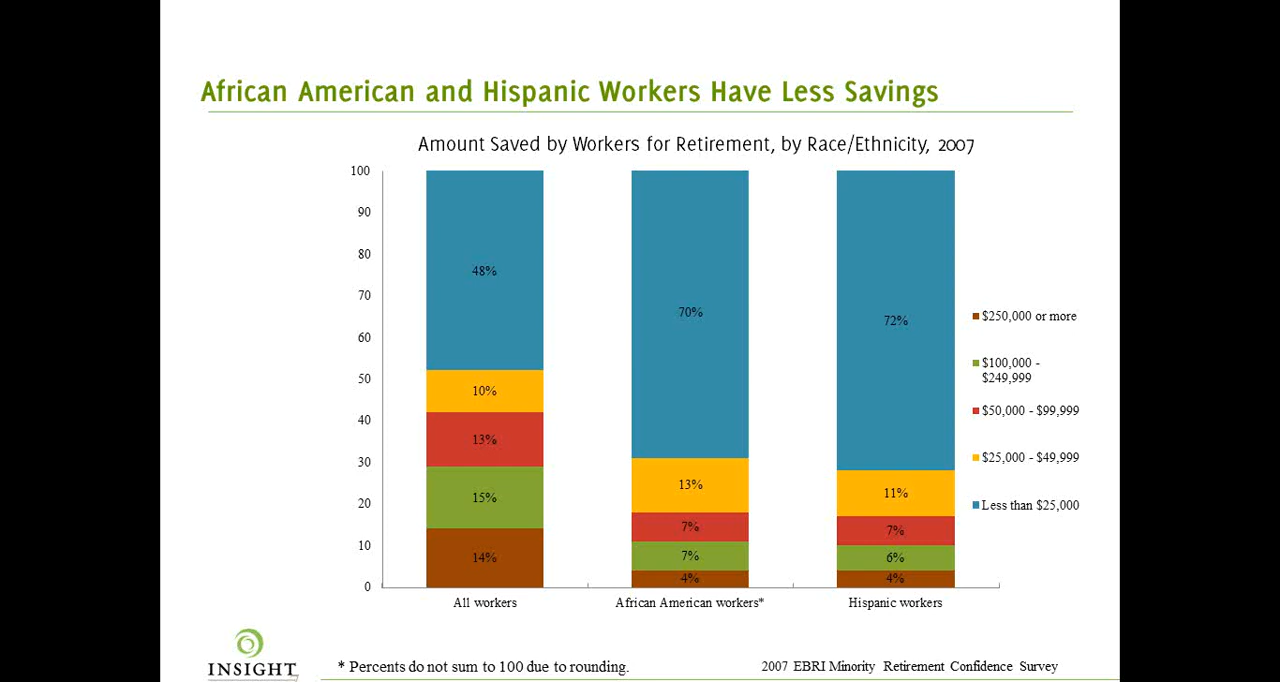 African American and Hispanic Workers Have Less Savings
Amount Saved by Workers for Retirement, by Race/Ethnicity, 2007
100
90
80
70
60
50
40
30
20
10
0
48%
10%
13%
15%
14%
70%
13%
7%
7%
4%
72%
11%
7%
6%
4%
All workers
African American workers*
Hispanic workers
$250,000 or more
$100,000 -
$249,999
$50,000 - $99,999
$25,000 - $49,999
Less than $25,000
INSIGHT
* Percents do not sum to 100 due to rounding.
2007 EBRI Minority Retirement Confidence Survey